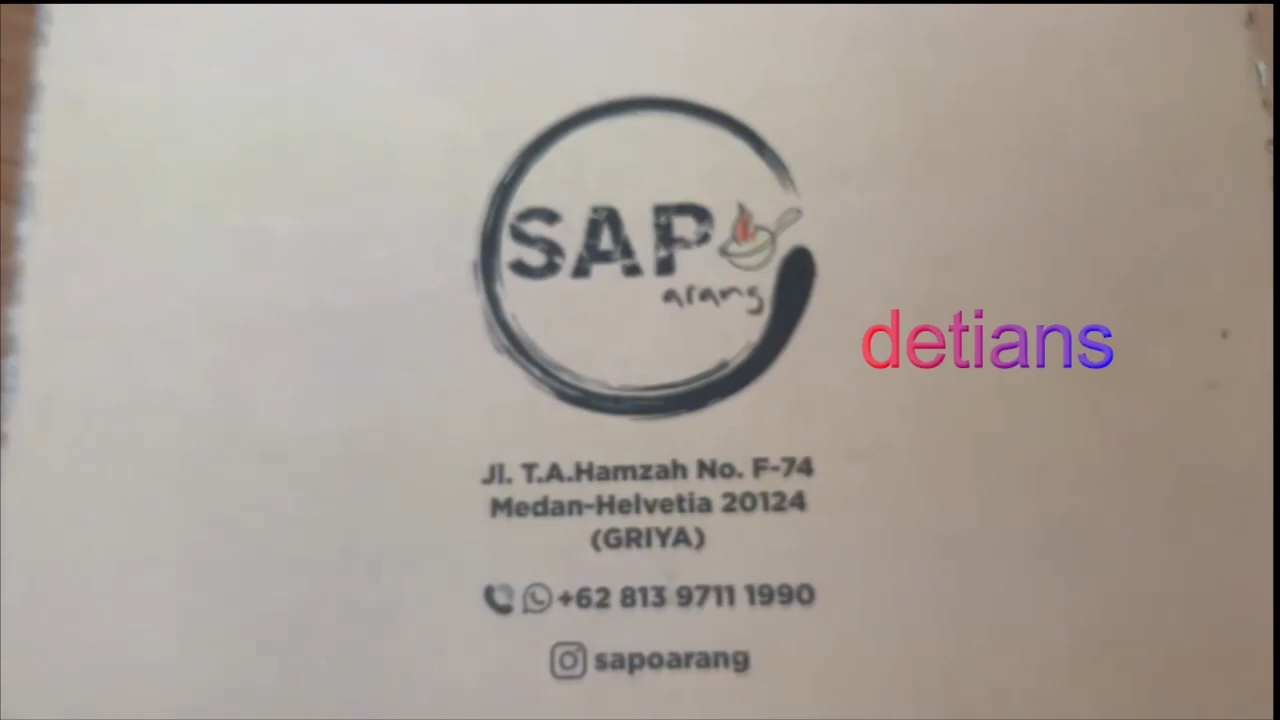 SAPO
arang
detians
Jl. T.A.Hamzah No. F-74
Medan-Helvetia 20124
(GRIYA)
+62 813 9711 1990
sapoarang